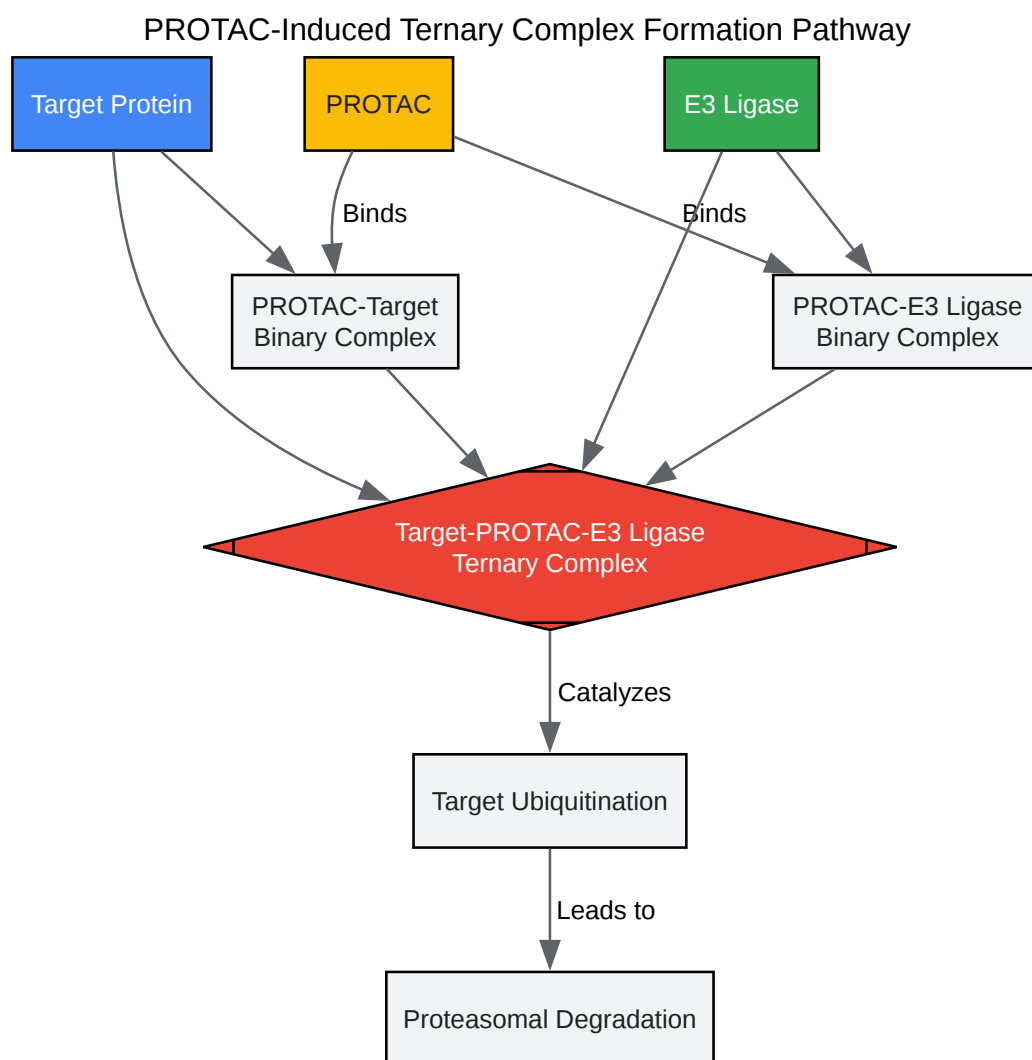 PROTAC-Induced Ternary Complex Formation Pathway
Target Protein
PROTAC
E3 Ligase
Binds
Binds
PROTAC-Target
Binary Complex
PROTAC-E3 Ligase
Binary Complex
Target-PROTAC-E3 Ligase
Ternary Complex
Catalyzes
Target Ubiquitination
Leads to
Proteasomal Degradation